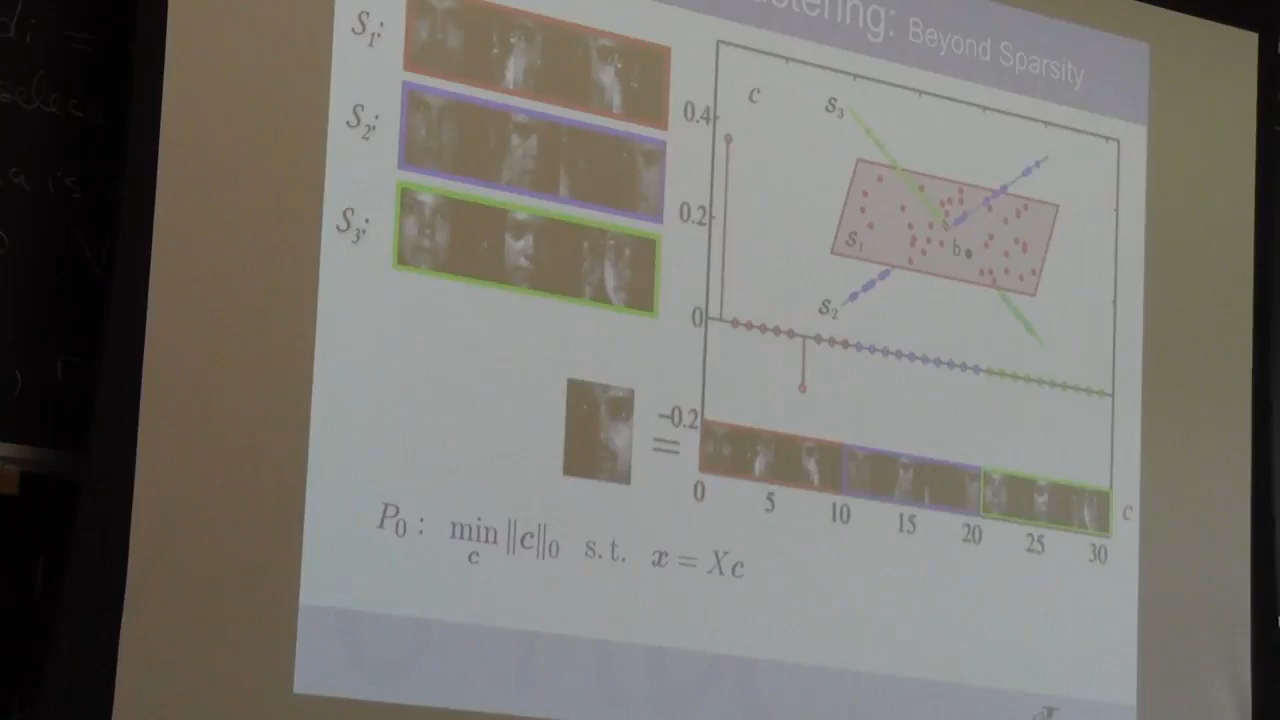 Beyond Sparsity
S₁:
S₂:
S₃:
c
S₃
S₁
b
S₂
0.4
0.2
0
−0.2
=
0 5 10 15 20 25 30
c
P₀ : min_c ‖c‖₀ s.t. x = Xc